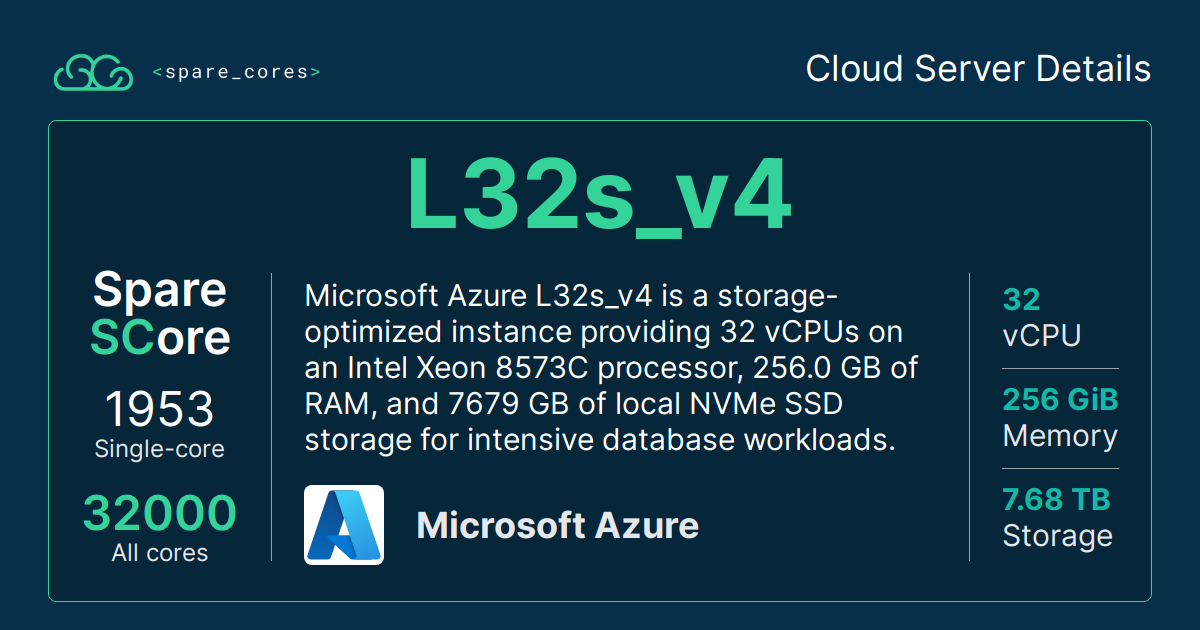 <spare_cores>
Cloud Server Details
L32s_v4
Spare
SCore
1953
Single-core
32000
All cores
Microsoft Azure L32s_v4 is a storage-
optimized instance providing 32 vCPUs on
an Intel Xeon 8573C processor, 256.0 GB of
RAM, and 7679 GB of local NVMe SSD
storage for intensive database workloads.
Microsoft Azure
32
vCPU
256 GiB
Memory
7.68 TB
Storage